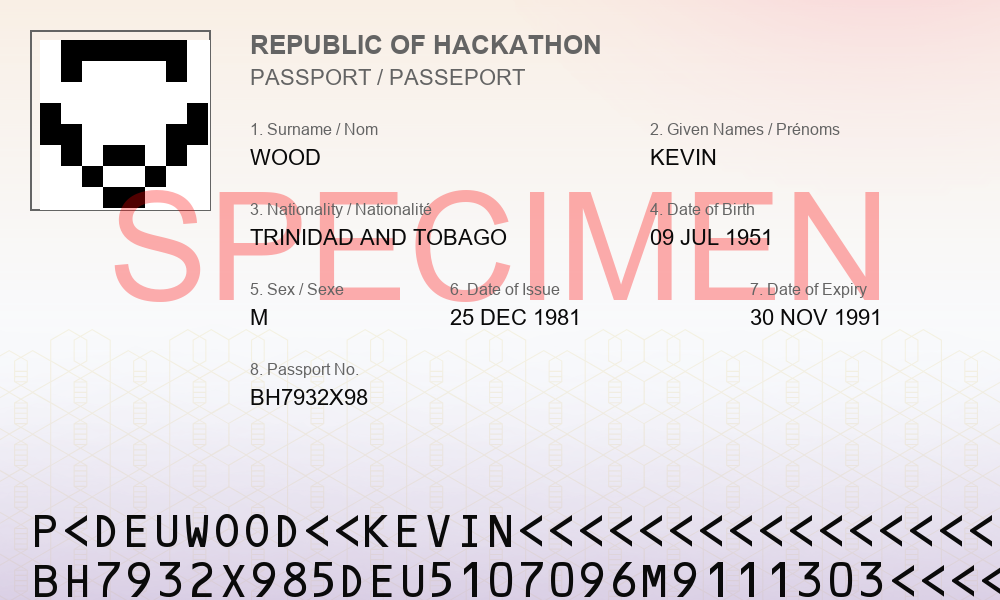 REPUBLIC OF HACKATHON
PASSPORT / PASSEPORT
1. Surname / Nom
WOOD
2. Given Names / Prénoms
KEVIN
SPECIMEN
3. Nationality / Nationalité
TRINIDAD AND TOBAGO
4. Date of Birth
09 JUL 1951
5. Sex / Sexe
M
6. Date of Issue
25 DEC 1981
7. Date of Expiry
30 NOV 1991
8. Passport No.
BH7932X98
P<DEUWOOD<<KEVIN<<<<<<<<<<<<<<<<
BH7932X985DEU5107096M9111303<<<<